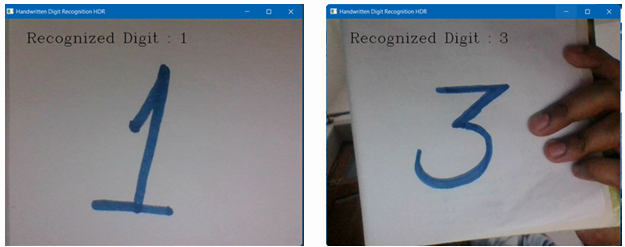 Handwritten Digit Recognition HDR
Recognized Digit : 1
1
Handwritten Digit Recognition HDR
Recognized Digit : 3
3